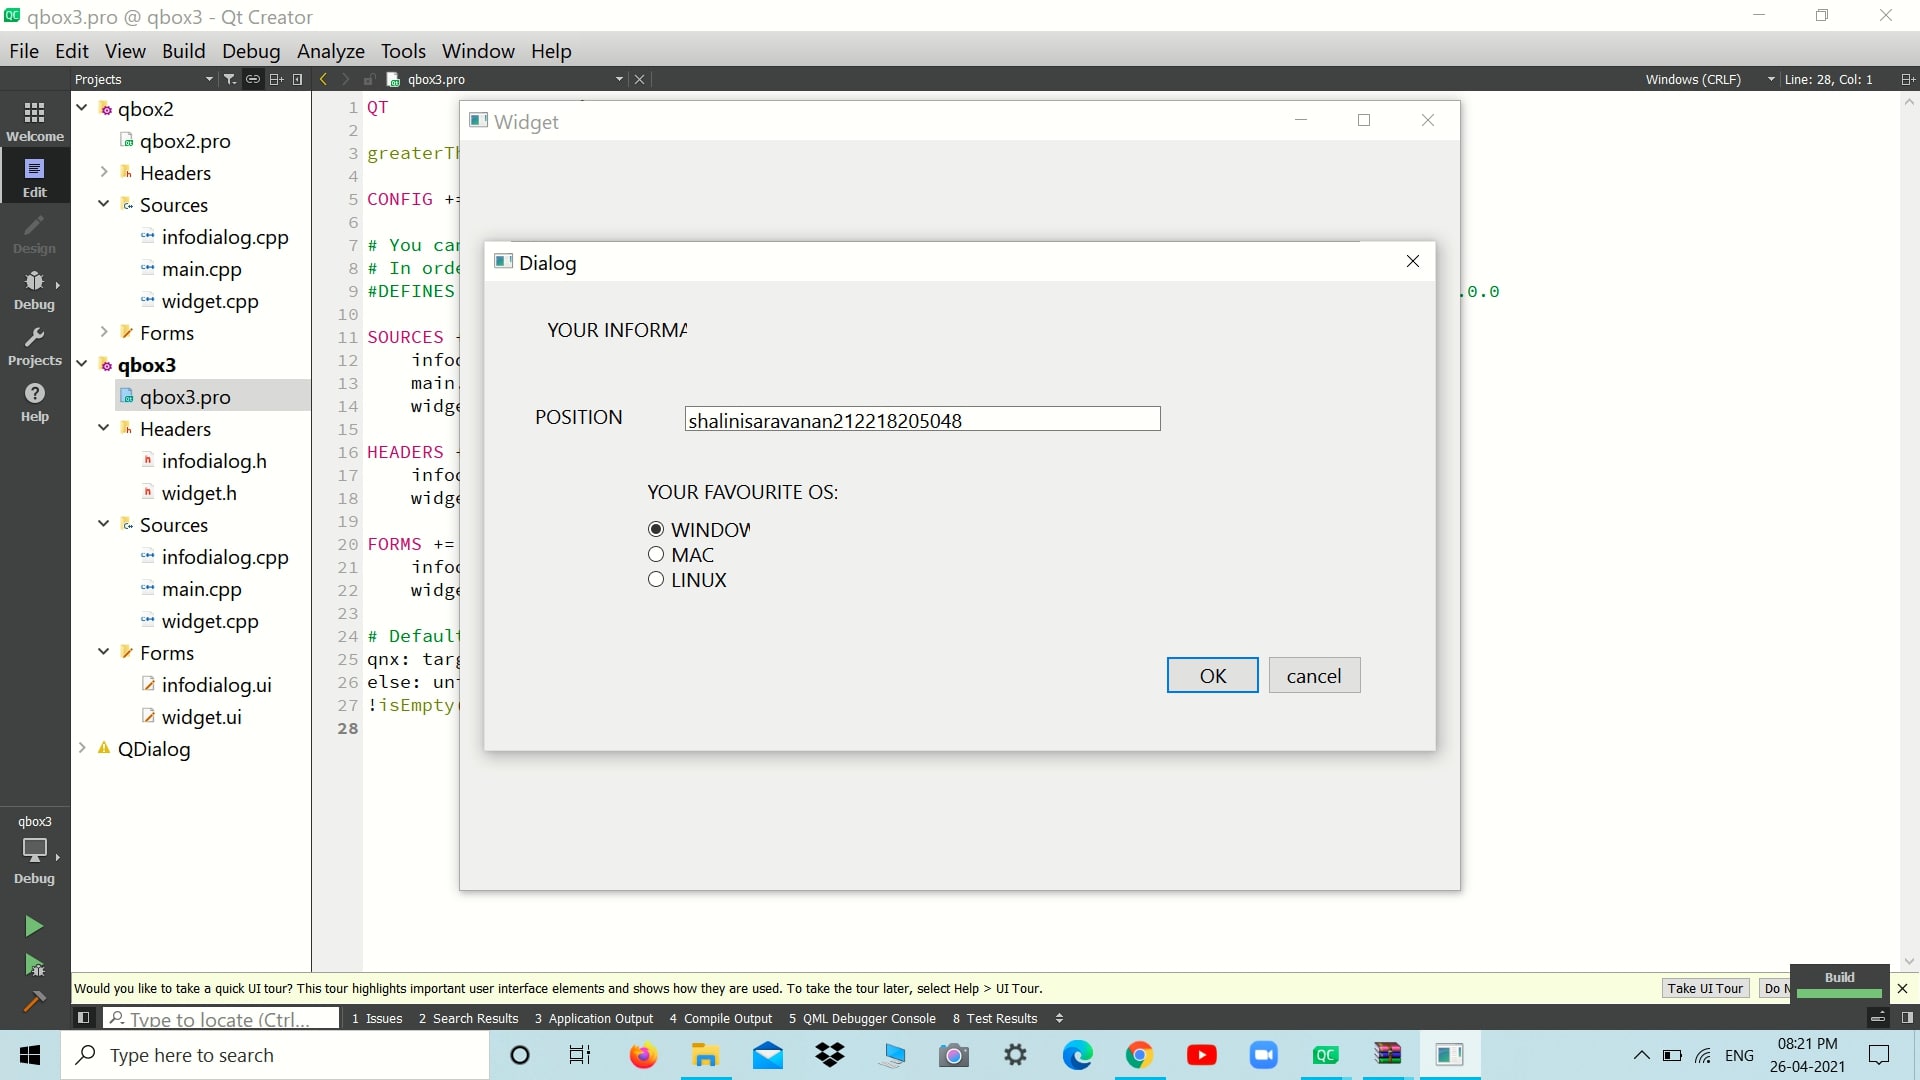 qbox3.pro @ qbox3 - Qt Creator
File Edit View Build Debug Analyze Tools Window Help
Projects
qbox3.pro
Windows (CRLF)
Line: 28, Col: 1
Welcome
Edit
Design
Debug
Projects
Help
qbox3
Debug
qbox2
qbox2.pro
Headers
Sources
infodialog.cpp
main.cpp
widget.cpp
Forms
qbox3
qbox3.pro
Headers
infodialog.h
widget.h
Sources
infodialog.cpp
main.cpp
widget.cpp
Forms
infodialog.ui
widget.ui
QDialog
1 QT
2
3 greaterTh
4
5 CONFIG +=
6
7 # You can
8 # In orde
9 #DEFINES .0.0
10
11 SOURCES
12 infod
13 main.
14 widge
15
16 HEADERS
17 infod
18 widge
19
20 FORMS +=
21 infod
22 widge
23
24 # Default
25 qnx: targ
26 else: un
27 !isEmpty(
28
Widget
Dialog
YOUR INFORMA
POSITION
shalinisaravanan212218205048
YOUR FAVOURITE OS:
WINDOW
MAC
LINUX
OK
cancel
Would you like to take a quick UI tour? This tour highlights important user interface elements and shows how they are used. To take the tour later, select Help > UI Tour.
Take UI Tour
Do N
Build
Type to locate (Ctrl...
1 Issues 2 Search Results 3 Application Output 4 Compile Output 5 QML Debugger Console 8 Test Results
Type here to search
ENG
08:21 PM
26-04-2021